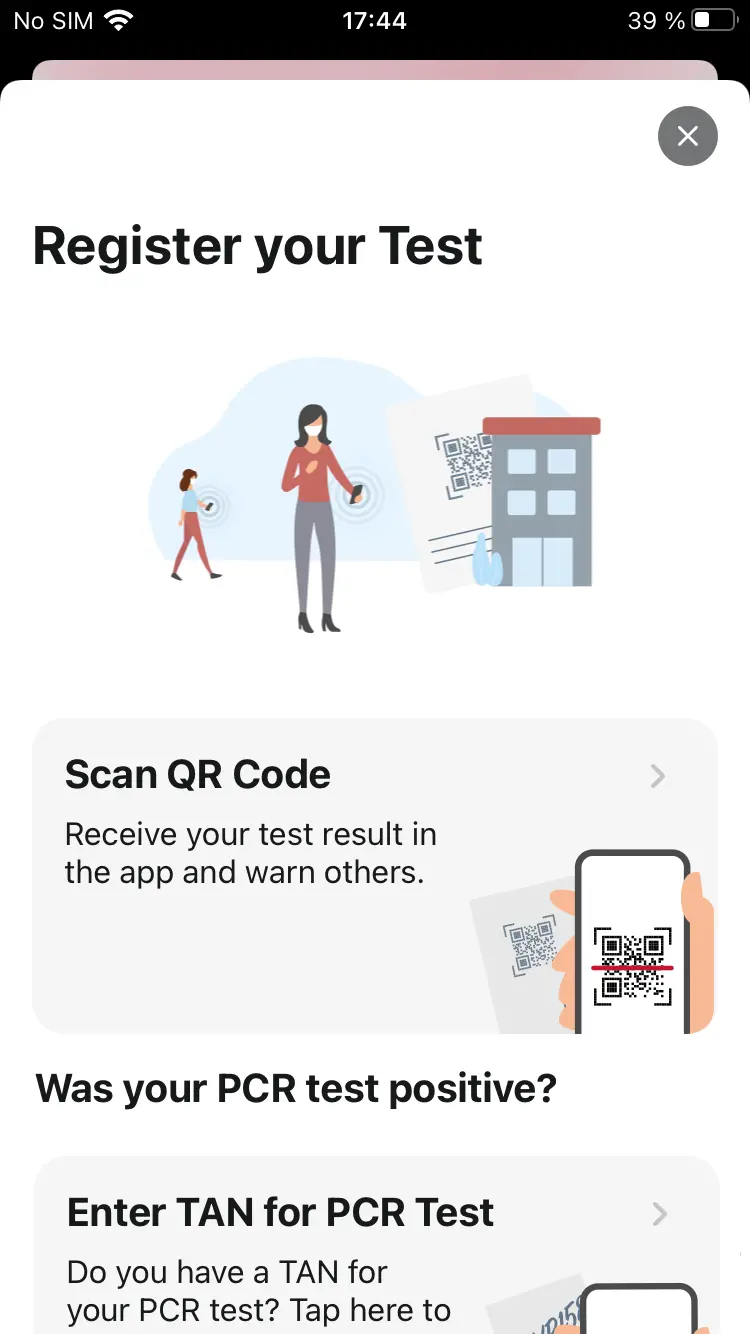 No SIM 17:44 39 %
Register your Test
Scan QR Code
Receive your test result in
the app and warn others.
Was your PCR test positive?
Enter TAN for PCR Test
Do you have a TAN for
your PCR test? Tap here to